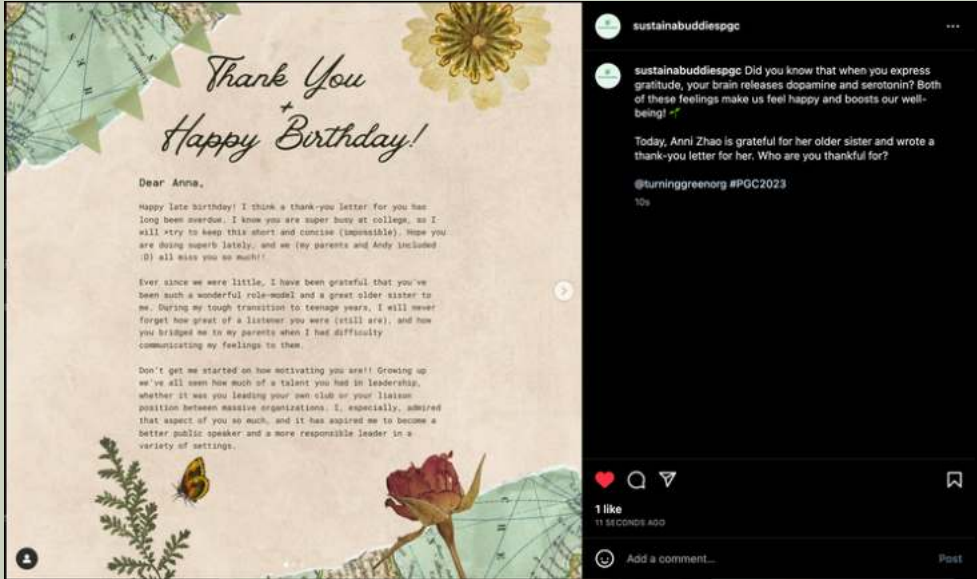 Thank You
+
Happy Birthday!
Dear Anna,
Happy late birthday! I think a thank-you letter for you has
long been overdue. I know you are super busy at college, so I
will *try to keep this short and concise (impossible). Hope you
are doing superb lately, and we (my parents and Andy included
:D) all miss you so much!!
Ever since we were little, I have been grateful that you've
been such a wonderful role-model and a great older sister to
me. During my tough transition to teenage years, I will never
forget how great of a listener you were (still are), and how
you bridged me to my parents when I had difficulty
communicating my feelings to them.
Don't get me started on how motivating you are!! Growing up
we've all seen how much of a talent you had in leadership,
whether it was you leading your own club or your liaison
position between massive organizations. I, especially, admired
that aspect of you so much, and it has aspired me to become a
better public speaker and a more responsible leader in a
variety of settings.
sustainabuddiespgc
sustainabuddiespgc Did you know that when you express
gratitude, your brain releases dopamine and serotonin? Both
of these feelings make us feel happy and boosts our well-
being! 🌱
Today, Anni Zhao is grateful for her older sister and wrote a
thank-you letter for her. Who are you thankful for?
@turninggreenorg #PGC2023
10s
1 like
11 SECONDS AGO
Add a comment...
Post